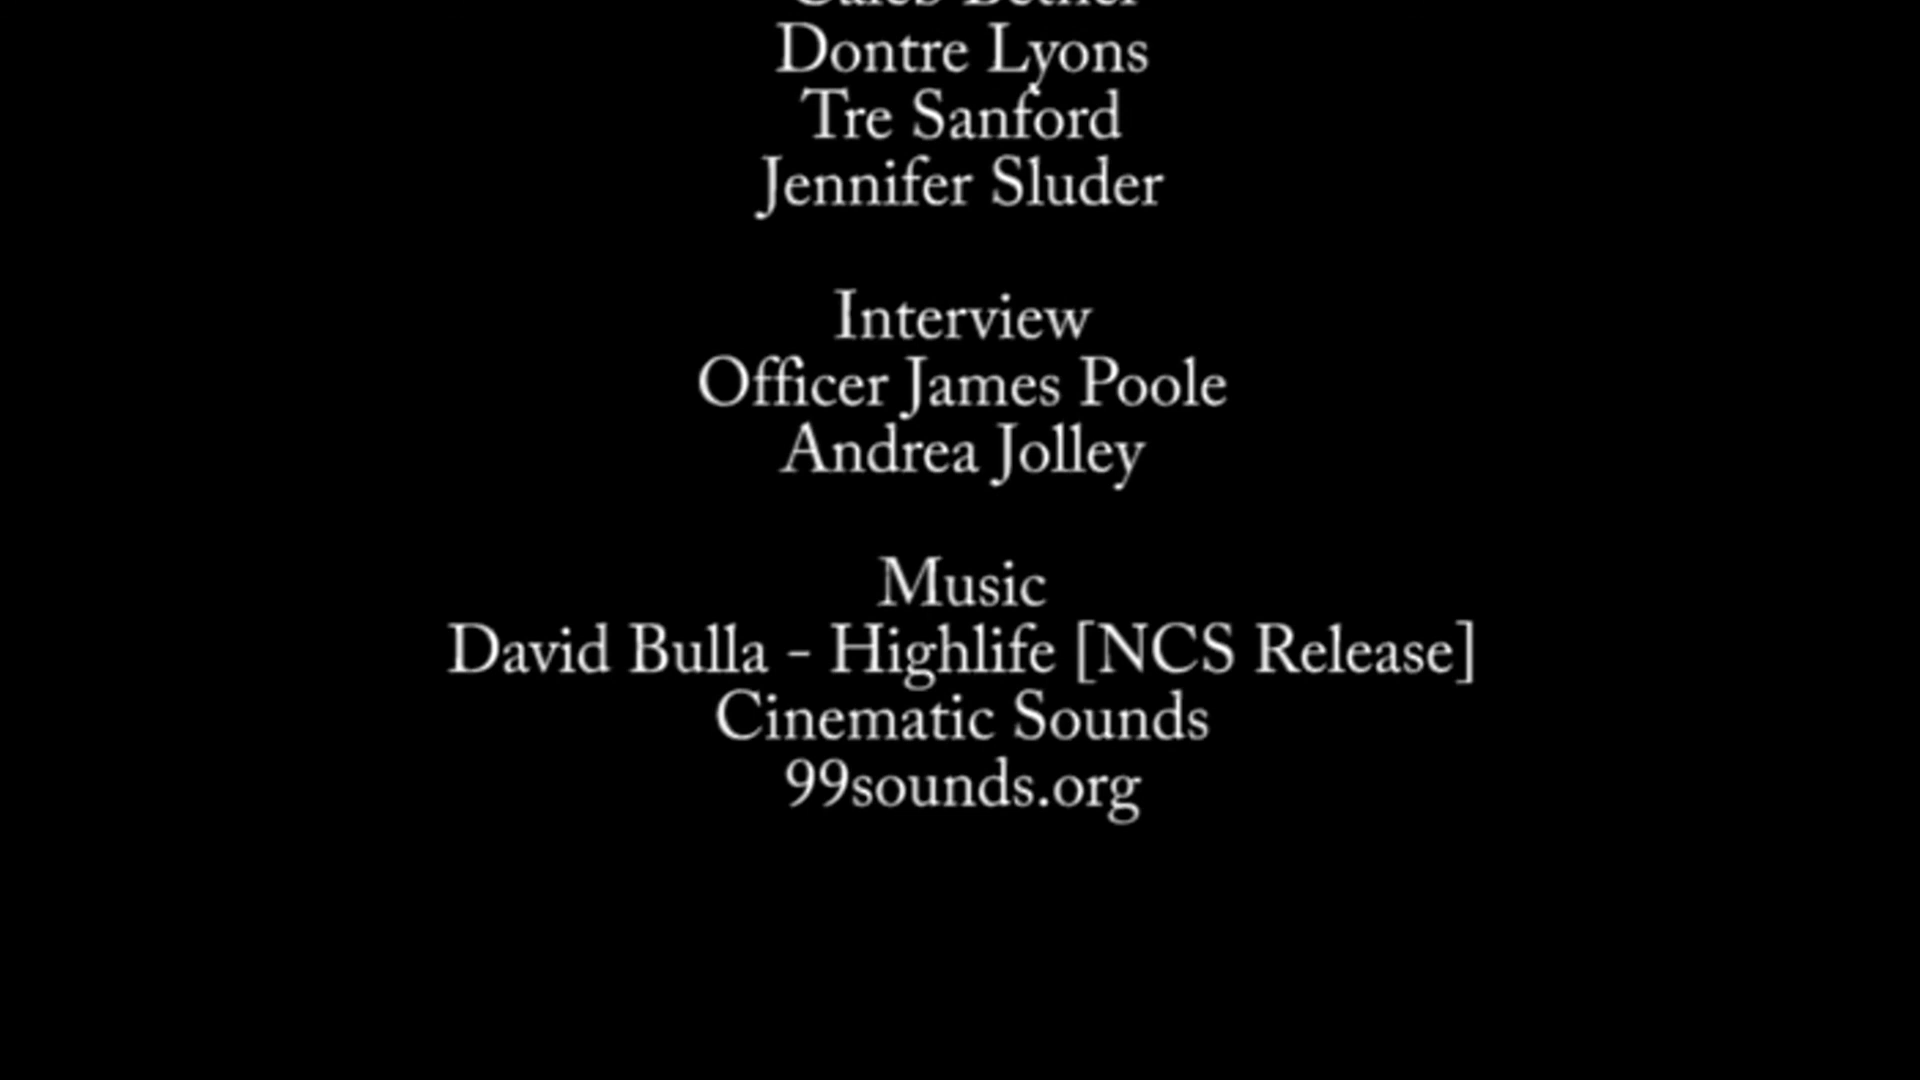 Dontre Lyons
Tre Sanford
Jennifer Sluder
Interview
Officer James Poole
Andrea Jolley
Music
David Bulla - Highlife [NCS Release]
Cinematic Sounds
99sounds.org